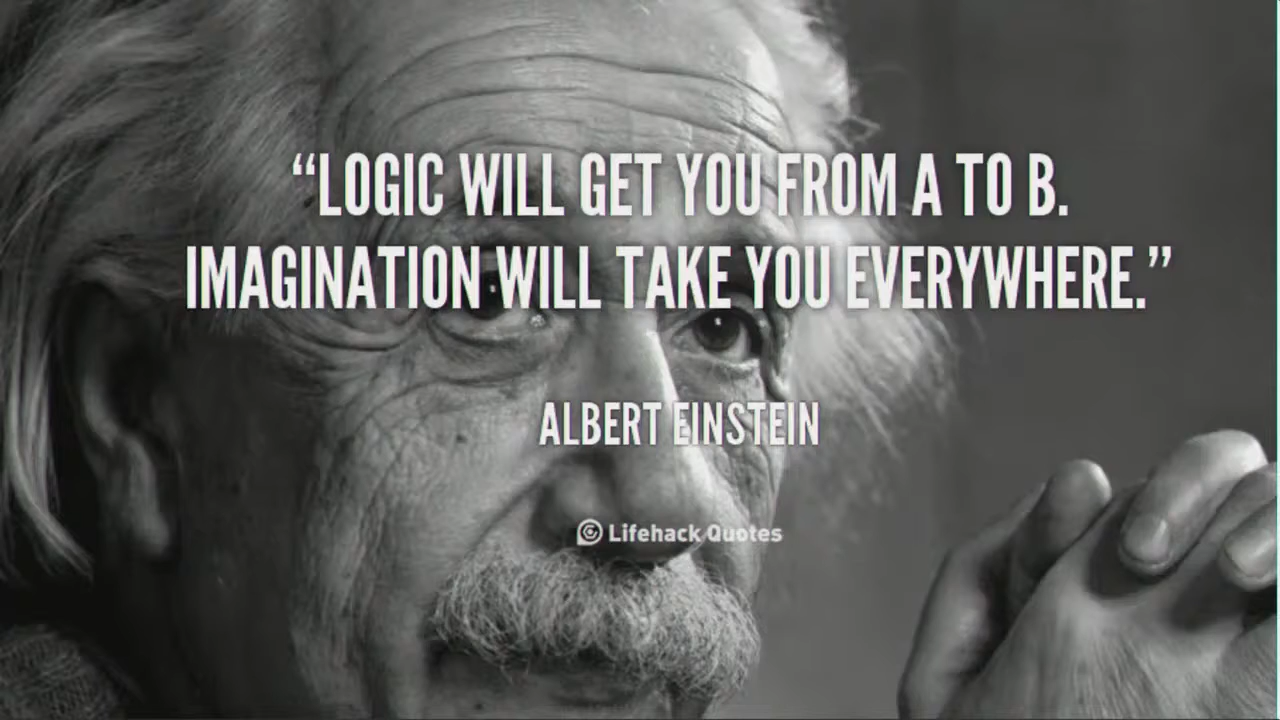 “LOGIC WILL GET YOU FROM A TO B.
IMAGINATION WILL TAKE YOU EVERYWHERE.”
ALBERT EINSTEIN
Lifehack Quotes